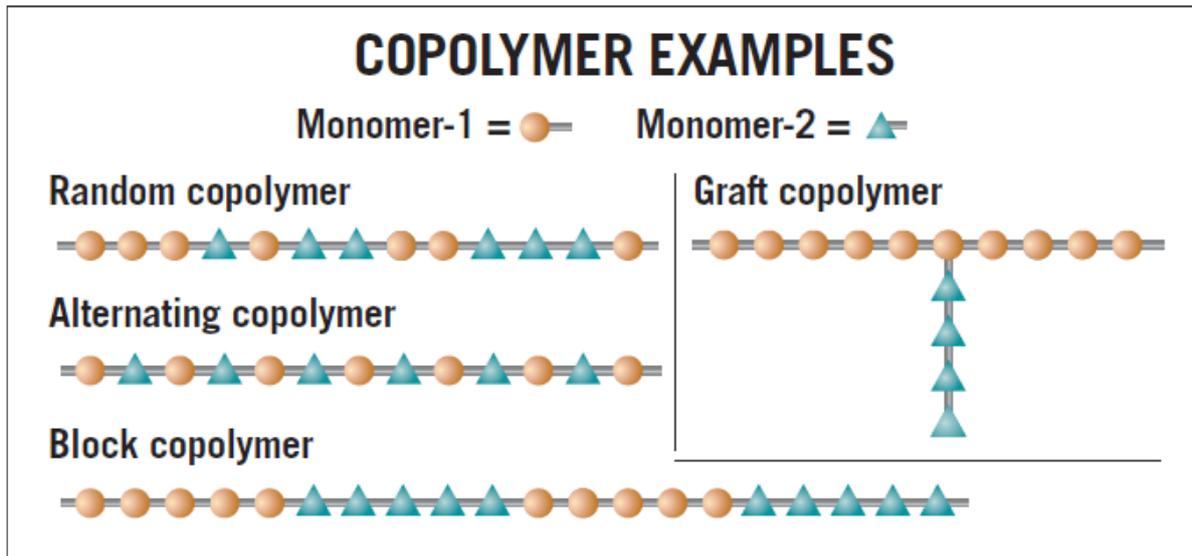 COPOLYMER EXAMPLES
Monomer-1 =
Monomer-2 =
Random copolymer
Graft copolymer
Alternating copolymer
Block copolymer